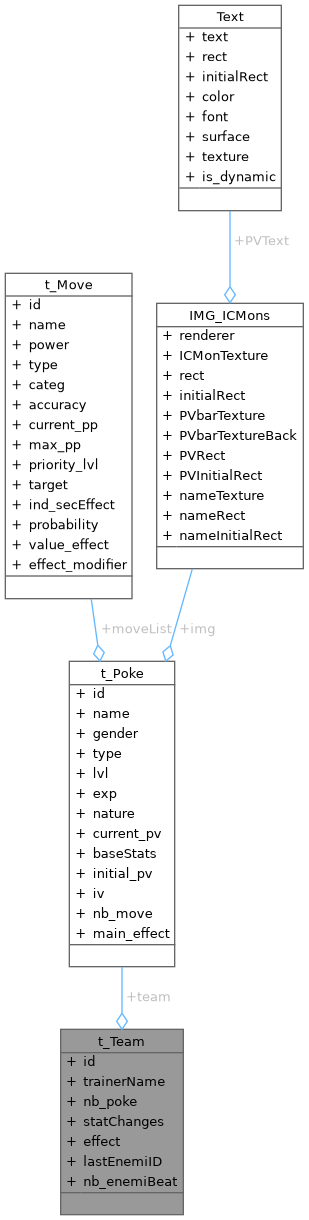 Text
+ text
+ rect
+ initialRect
+ color
+ font
+ surface
+ texture
+ is_dynamic
+PVText
t_Move
+ id
+ name
+ power
+ type
+ categ
+ accuracy
+ current_pp
+ max_pp
+ priority_lvl
+ target
+ ind_secEffect
+ probability
+ value_effect
+ effect_modifier
IMG_ICMons
+ renderer
+ ICMonTexture
+ rect
+ initialRect
+ PVbarTexture
+ PVbarTextureBack
+ PVRect
+ PVInitialRect
+ nameTexture
+ nameRect
+ nameInitialRect
+moveList
+img
t_Poke
+ id
+ name
+ gender
+ type
+ lvl
+ exp
+ nature
+ current_pv
+ baseStats
+ initial_pv
+ iv
+ nb_move
+ main_effect
+team
t_Team
+ id
+ trainerName
+ nb_poke
+ statChanges
+ effect
+ lastEnemiID
+ nb_enemiBeat